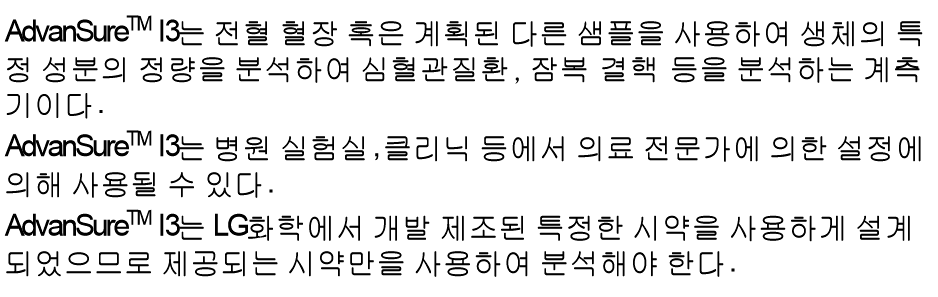 AdvanSure™ I3는 전혈 혈장 혹은 계획된 다른 샘플을 사용하여 생체의 특
정 성분의 정량을 분석하여 심혈관질환, 잠복 결핵 등을 분석하는 계측
기이다.
AdvanSure™ I3는 병원 실험실,클리닉 등에서 의료 전문가에 의한 설정에
의해 사용될 수 있다.
AdvanSure™ I3는 LG화학에서 개발 제조된 특정한 시약을 사용하게 설계
되었으므로 제공되는 시약만을 사용하여 분석해야 한다.